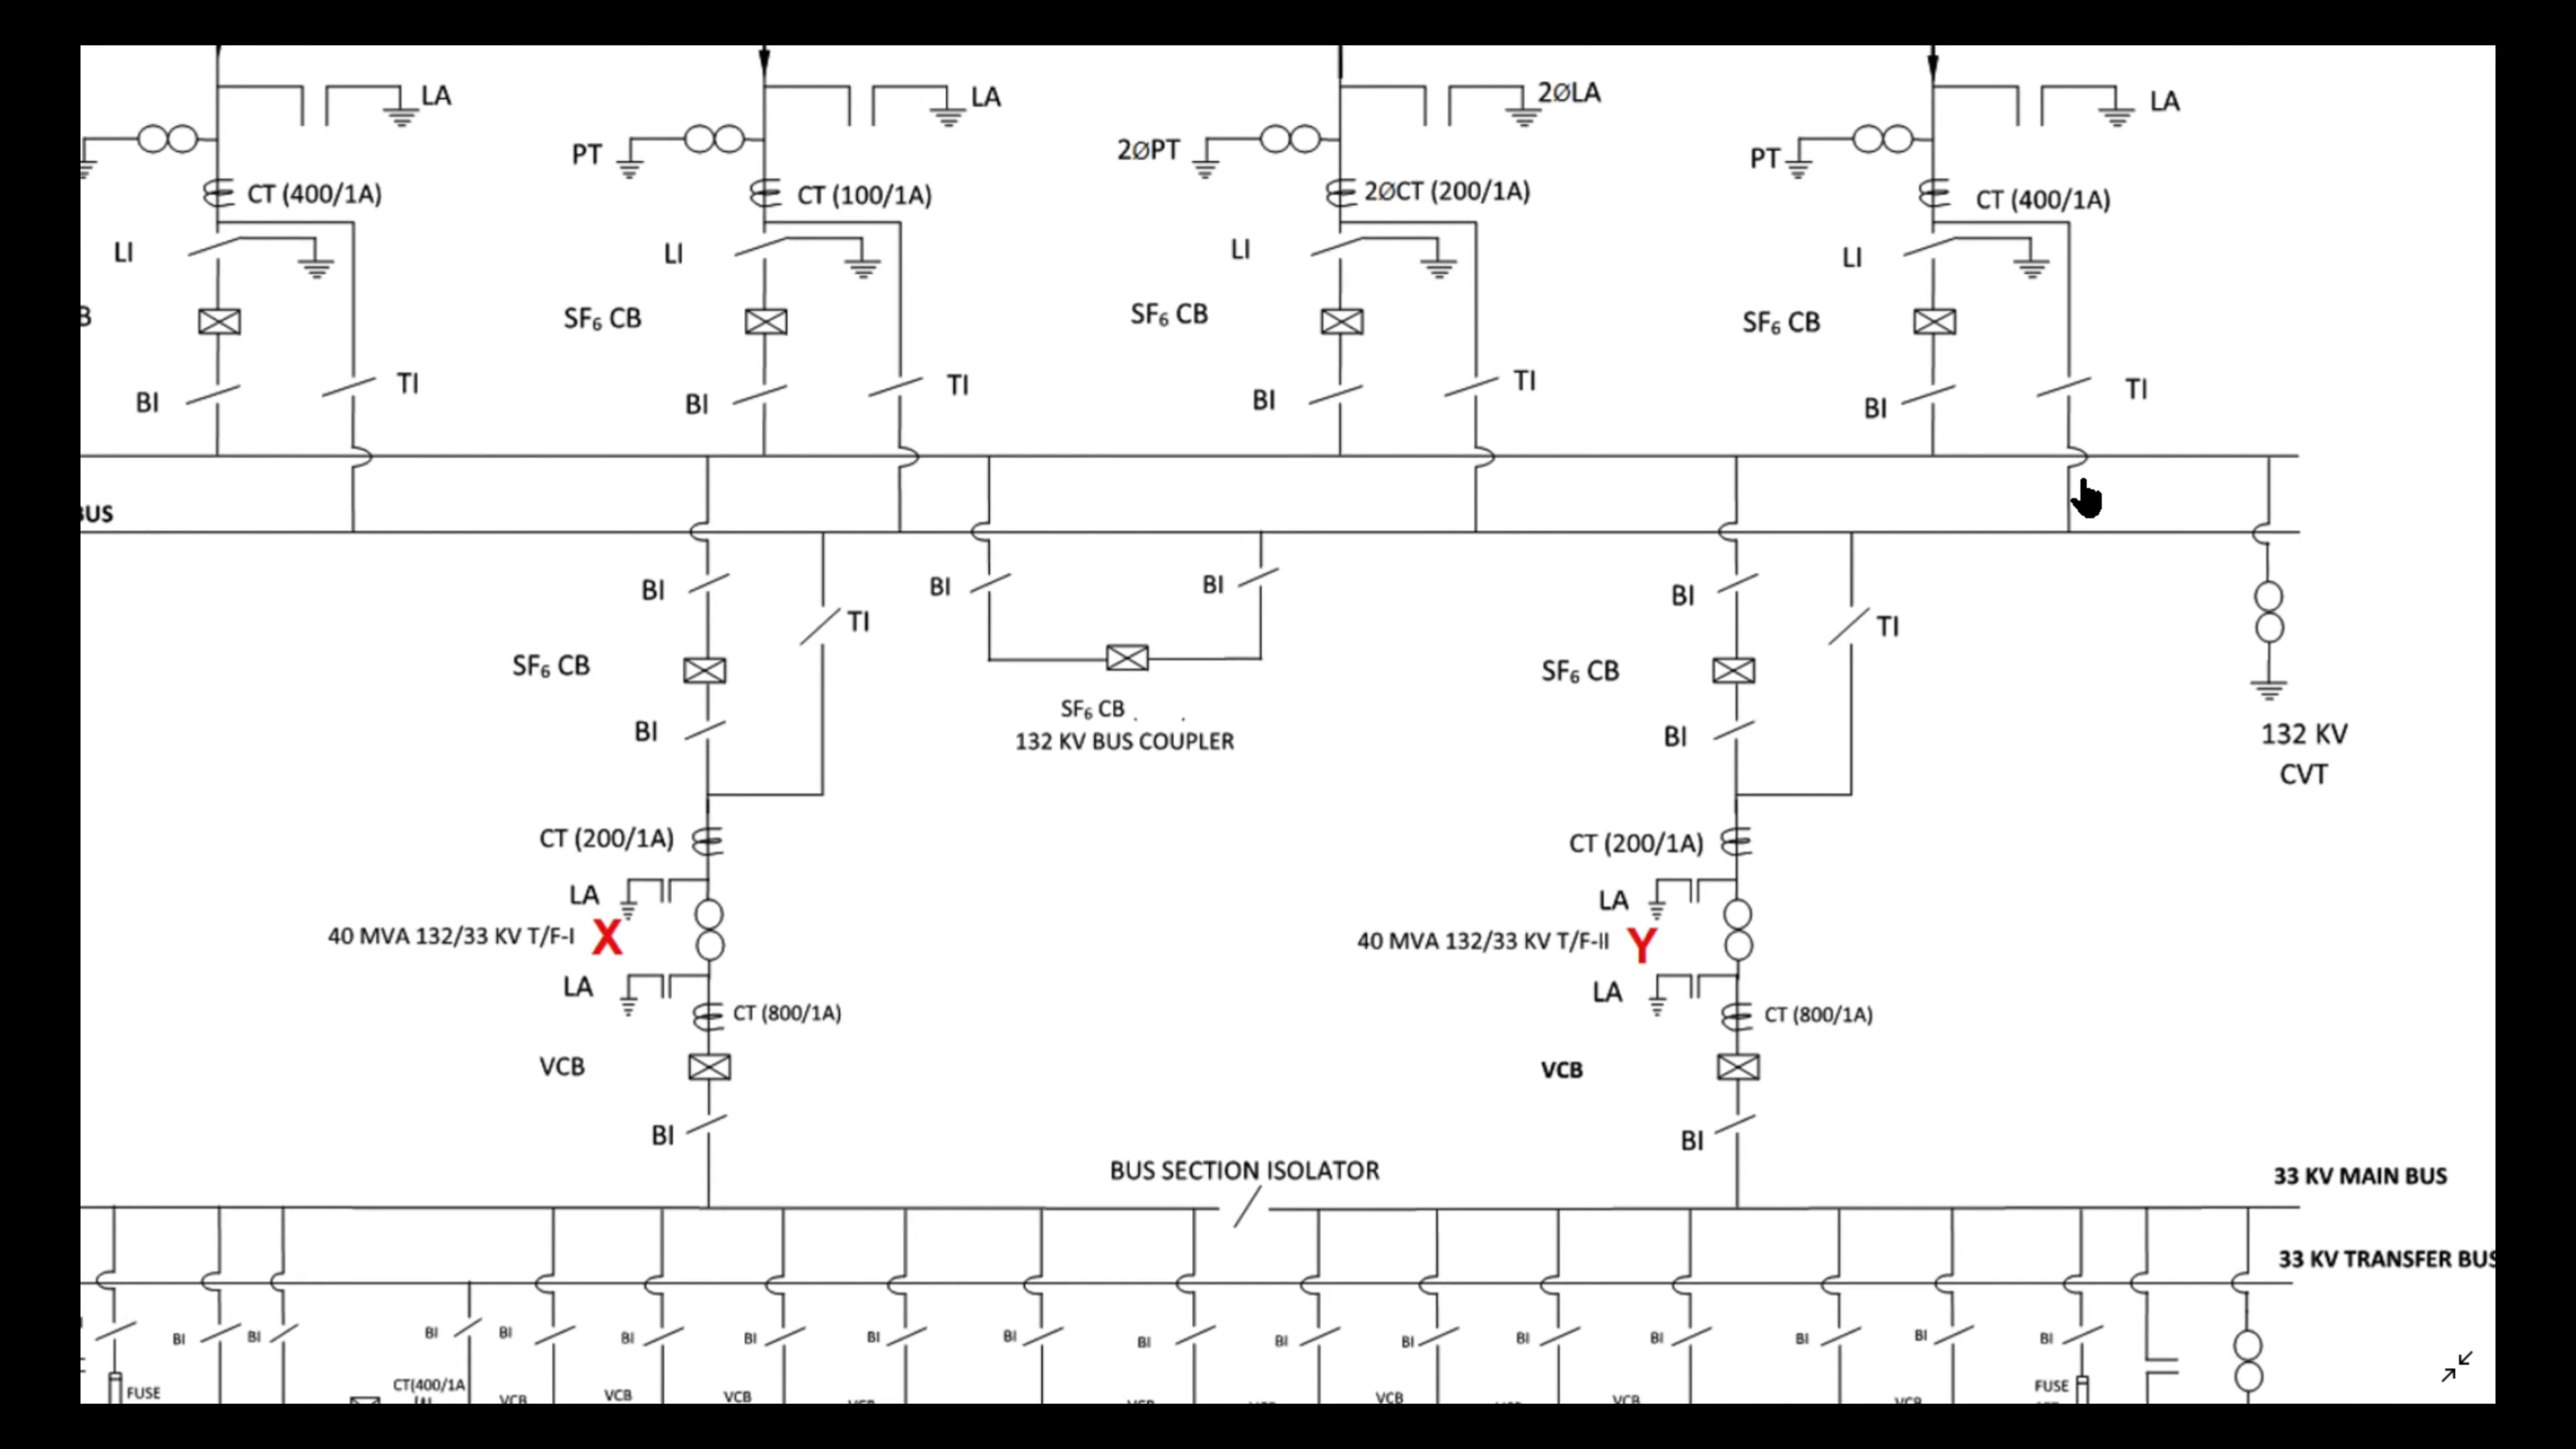 LA
LA
2ØLA
LA
PT
2ØPT
PT
CT (400/1A)
CT (100/1A)
2ØCT (200/1A)
CT (400/1A)
LI
LI
LI
LI
B
SF₆ CB
SF₆ CB
SF₆ CB
BI
TI
BI
TI
BI
TI
BI
TI
BUS
BI
TI
BI
BI
BI
TI
SF₆ CB
SF₆ CB
BI
SF₆ CB
132 KV BUS COUPLER
BI
132 KV
CVT
CT (200/1A)
CT (200/1A)
LA
LA
40 MVA 132/33 KV T/F-I X
40 MVA 132/33 KV T/F-II Y
LA
LA
CT (800/1A)
CT (800/1A)
VCB
VCB
BI
BI
BUS SECTION ISOLATOR
33 KV MAIN BUS
33 KV TRANSFER BUS
BI BI BI BI BI BI BI BI BI BI BI BI BI BI BI BI
FUSE
CT(400/1A
VCB VCB VCB VCB VCB VCB VCB VCB
FUSE